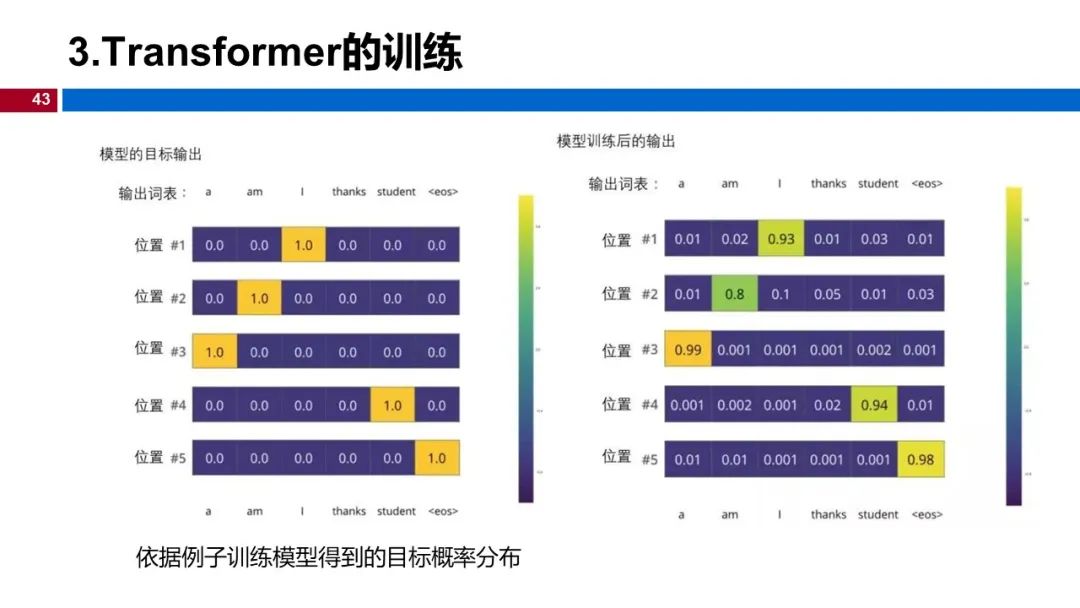 3.Transformer的训练
43
模型的目标输出
输出词表： a am I thanks student <eos>
位置 #1 0.0 0.0 1.0 0.0 0.0 0.0
位置 #2 0.0 1.0 0.0 0.0 0.0 0.0
位置 #3 1.0 0.0 0.0 0.0 0.0 0.0
位置 #4 0.0 0.0 0.0 0.0 1.0 0.0
位置 #5 0.0 0.0 0.0 0.0 0.0 1.0
a am I thanks student <eos>
模型训练后的输出
输出词表： a am I thanks student <eos>
位置 #1 0.01 0.02 0.93 0.01 0.03 0.01
位置 #2 0.01 0.8 0.1 0.05 0.01 0.03
位置 #3 0.99 0.001 0.001 0.001 0.002 0.001
位置 #4 0.001 0.002 0.001 0.02 0.94 0.01
位置 #5 0.01 0.01 0.001 0.001 0.001 0.98
a am I thanks student <eos>
依据例子训练模型得到的目标概率分布